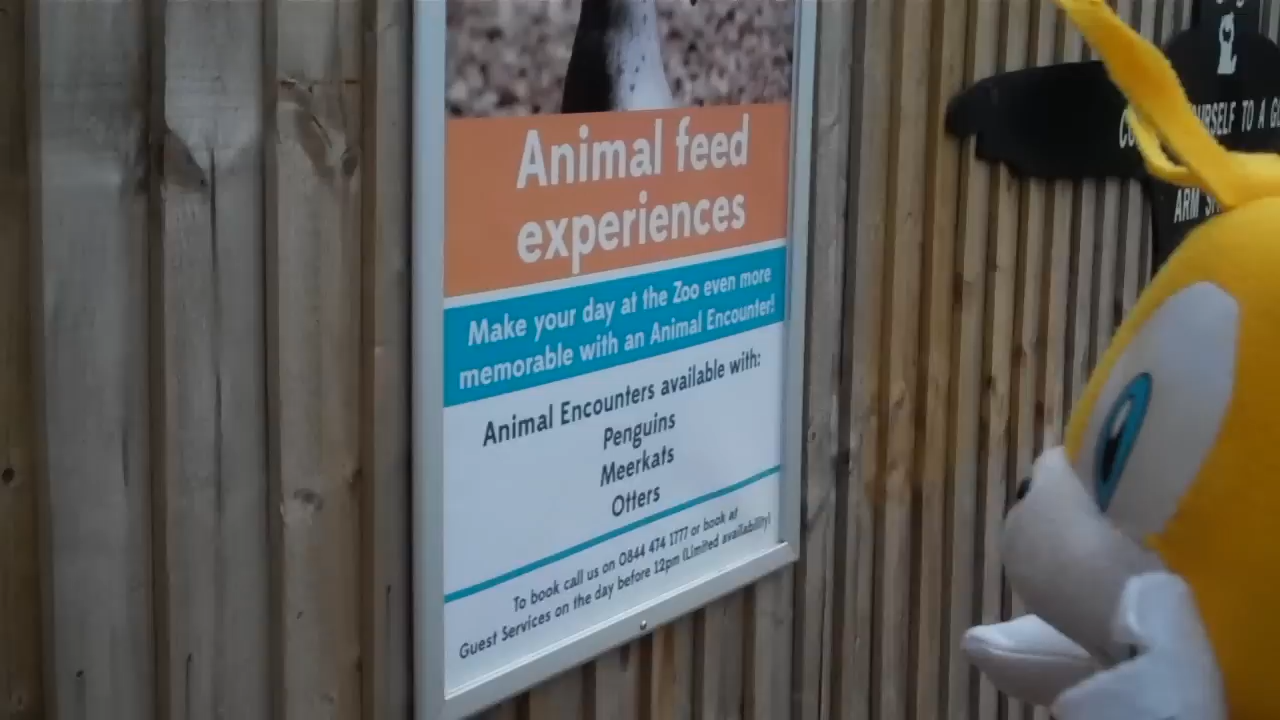 Animal feed
experiences
Make your day at the Zoo even more
memorable with an Animal Encounter!
Animal Encounters available with:
Penguins
Meerkats
Otters
To book call us on 0844 474 1777 or book at
Guest Services on the day before 12pm (Limited availability)
TO A
ARM